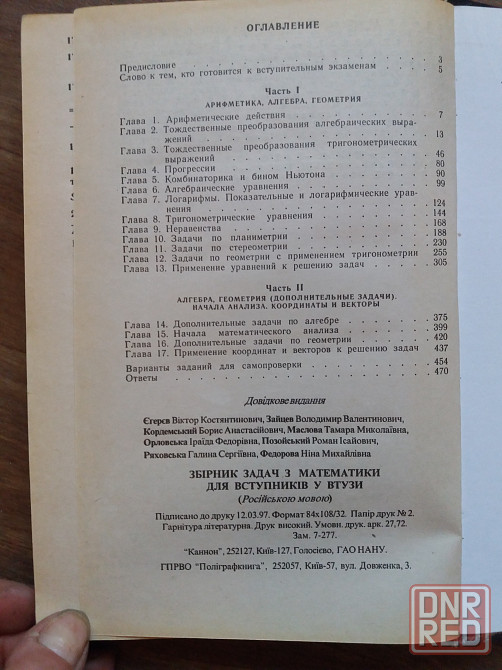 ОГЛАВЛЕНИЕ
Предисловие . . . . . . . . . . 3
Слово к тем, кто готовится к вступительным экзаменам . . . . 5
Часть I
АРИФМЕТИКА, АЛГЕБРА, ГЕОМЕТРИЯ
Глава 1. Арифметические действия . . . . . . . 7
Глава 2. Тождественные преобразования алгебраических выра-
жений . . . . . . . . . . 13
Глава 3. Тождественные преобразования тригонометрических
выражений . . . . . . . . . . 46
Глава 4. Прогрессии . . . . . . . . . . 80
Глава 5. Комбинаторика и бином Ньютона . . . . . . 90
Глава 6. Алгебраические уравнения . . . . . . . 99
Глава 7. Логарифмы. Показательные и логарифмические урав-
нения . . . . . . . . . . 124
Глава 8. Тригонометрические уравнения . . . . . . 144
Глава 9. Неравенства . . . . . . . . . . 168
Глава 10. Задачи по планиметрии . . . . . . . 188
Глава 11. Задачи по стереометрии . . . . . . . 230
Глава 12. Задачи по геометрии с применением тригонометрии 255
Глава 13. Применение уравнений к решению задач . . . . 305
Часть II
АЛГЕБРА, ГЕОМЕТРИЯ (ДОПОЛНИТЕЛЬНЫЕ ЗАДАЧИ).
НАЧАЛА АНАЛИЗА. КООРДИНАТЫ И ВЕКТОРЫ
Глава 14. Дополнительные задачи по алгебре . . . . . 375
Глава 15. Начала математического анализа . . . . . 399
Глава 16. Дополнительные задачи по геометрии . . . . . 420
Глава 17. Применение координат и векторов к решению задач 437
Варианты заданий для самопроверки . . . . . . . 454
Ответы . . . . . . . . . . 470
Довідкове видання
Єгерєв Віктор Костянтинович, Зайцев Володимир Валентинович,
Кордемський Борис Анастасійович, Маслова Тамара Миколаївна,
Орловська Іраїда Федорівна, Позойський Роман Ісайович,
Ряховська Галина Сергіївна, Федорова Ніна Михайлівна
ЗБІРНИК ЗАДАЧ З МАТЕМАТИКИ
ДЛЯ ВСТУПНИКІВ У ВТУЗИ
(Російською мовою)
Підписано до друку 12.03.97. Формат 84х108/32. Папір друк № 2.
Гарнітура літературна. Друк високий. Умовн. друк. арк. 27,72.
Зам. 7-277.
"Каннон", 252127, Київ-127, Голосієво, ГАО НАНУ.
ГПРВО "Поліграфкнига", 252057, Київ-57, вул. Довженка, 3.
DNR
RED